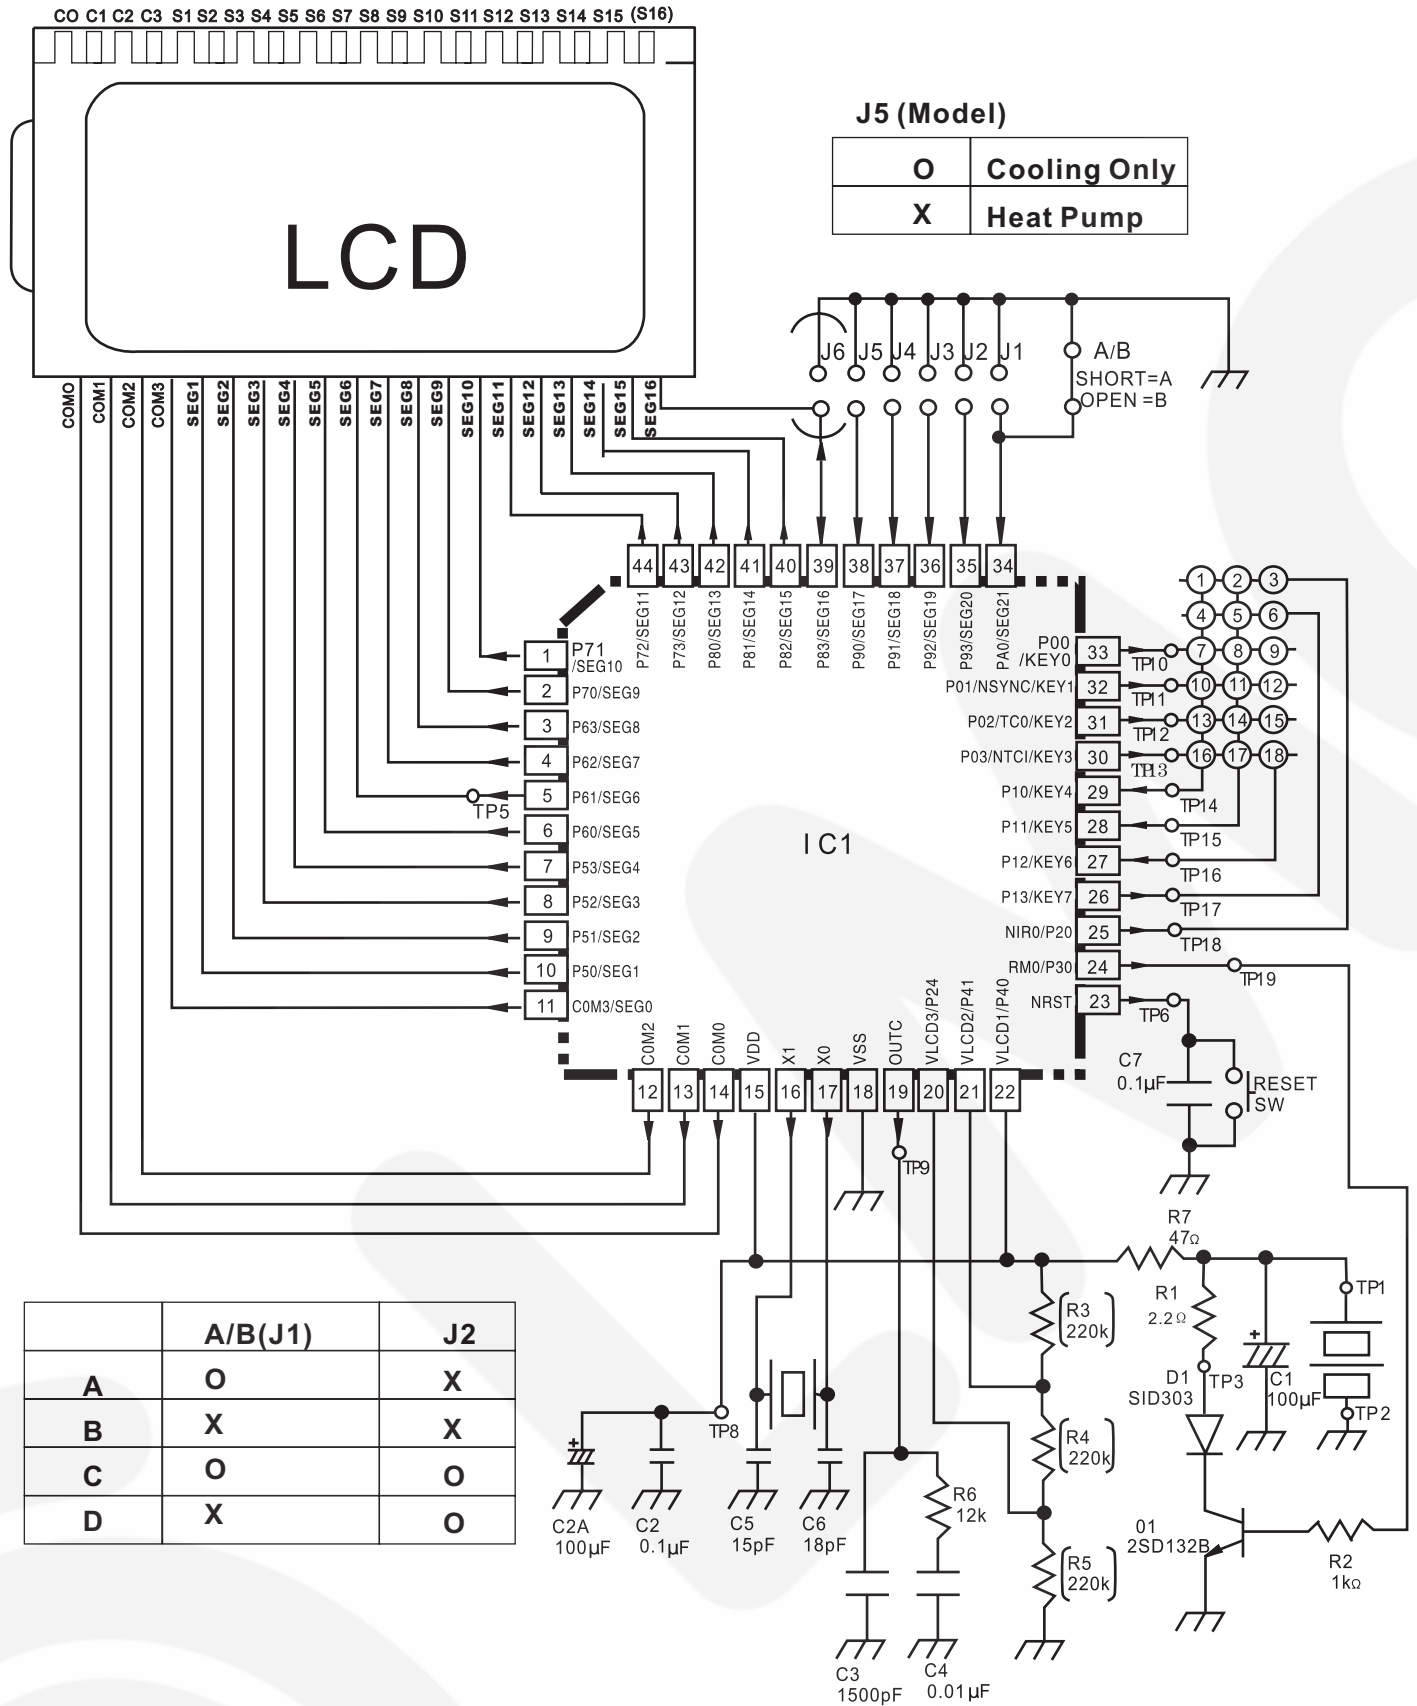 CO C1 C2 C3 S1 S2 S3 S4 S5 S6 S7 S8 S9 S10 S11 S12 S13 S14 S15 (S16)
LCD
J5 (Model)
O Cooling Only
X Heat Pump
COMO COM1 COM2 COM3 SEG1 SEG2 SEG3 SEG4 SEG5 SEG6 SEG7 SEG8 SEG9 SEG10 SEG11 SEG12 SEG13 SEG14 SEG15 SEG16
J6 J5 J4 J3 J2 J1 A/B
SHORT=A
OPEN =B
44 43 42 41 40 39 38 37 36 35 34
P72/SEG11 P73/SEG12 P80/SEG13 P81/SEG14 P82/SEG15 P83/SEG16 P90/SEG17 P91/SEG18 P92/SEG19 P93/SEG20 PA0/SEG21
1 P71
/SEG10
2 P70/SEG9
3 P63/SEG8
4 P62/SEG7
5 P61/SEG6
TP5
6 P60/SEG5
7 P53/SEG4
8 P52/SEG3
9 P51/SEG2
10 P50/SEG1
11 C0M3/SEG0
IC1
1 2 3
4 5 6
P00
/KEY0 33 TP10 7 8 9
P01/NSYNC/KEY1 32 TP11 10 11 12
P02/TC0/KEY2 31 TP12 13 14 15
P03/NTCI/KEY3 30 TP13 16 17 18
P10/KEY4 29 TP14
P11/KEY5 28 TP15
P12/KEY6 27 TP16
P13/KEY7 26 TP17
NIR0/P20 25 TP18
RM0/P30 24 TP19
NRST 23 TP6
C0M2 C0M1 C0M0 VDD X1 X0 VSS OUTC VLCD3/P24 VLCD2/P41 VLCD1/P40
12 13 14 15 16 17 18 19 20 21 22
C7
0.1µF
RESET
SW
TP9
R7
47Ω
R1
2.2Ω
TP1
R3
220k
D1
SID303
TP3
C1
100µF
TP2
A/B(J1) J2
A O X
B X X
C O O
D X O
TP8
R4
220k
C2A
100µF
C2
0.1µF
C5
15pF
C6
18pF
R6
12k
01
2SD132B
R2
1kΩ
R5
220k
C3
1500pF
C4
0.01µF